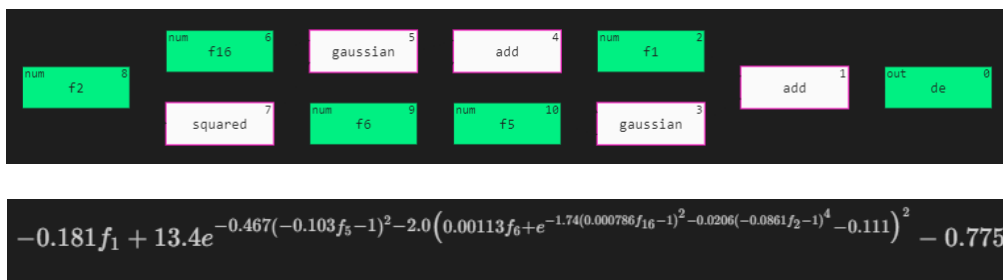 num 6 gaussian 5 add 4 num 2
f16 f1
num 8 add 1 out 0
f2 de
squared 7 num 9 num 10 gaussian 3
f6 f5
−0.181f₁ + 13.4e^{−0.467(−0.103f₅−1)²−2.0(0.00113f₆+e^{−1.74(0.000786f₁₆−1)²−0.0206(−0.0861f₂−1)⁴}−0.111)²} − 0.775